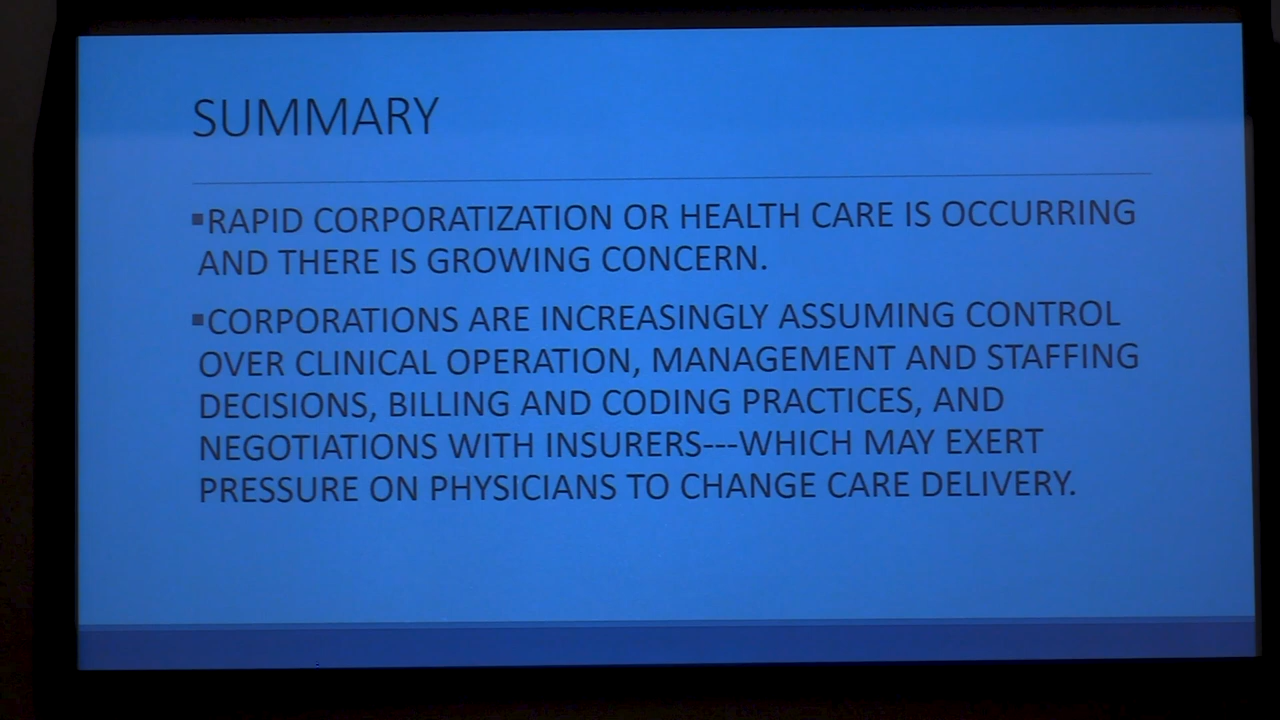 SUMMARY
▪RAPID CORPORATIZATION OR HEALTH CARE IS OCCURRING
AND THERE IS GROWING CONCERN.
▪CORPORATIONS ARE INCREASINGLY ASSUMING CONTROL
OVER CLINICAL OPERATION, MANAGEMENT AND STAFFING
DECISIONS, BILLING AND CODING PRACTICES, AND
NEGOTIATIONS WITH INSURERS---WHICH MAY EXERT
PRESSURE ON PHYSICIANS TO CHANGE CARE DELIVERY.